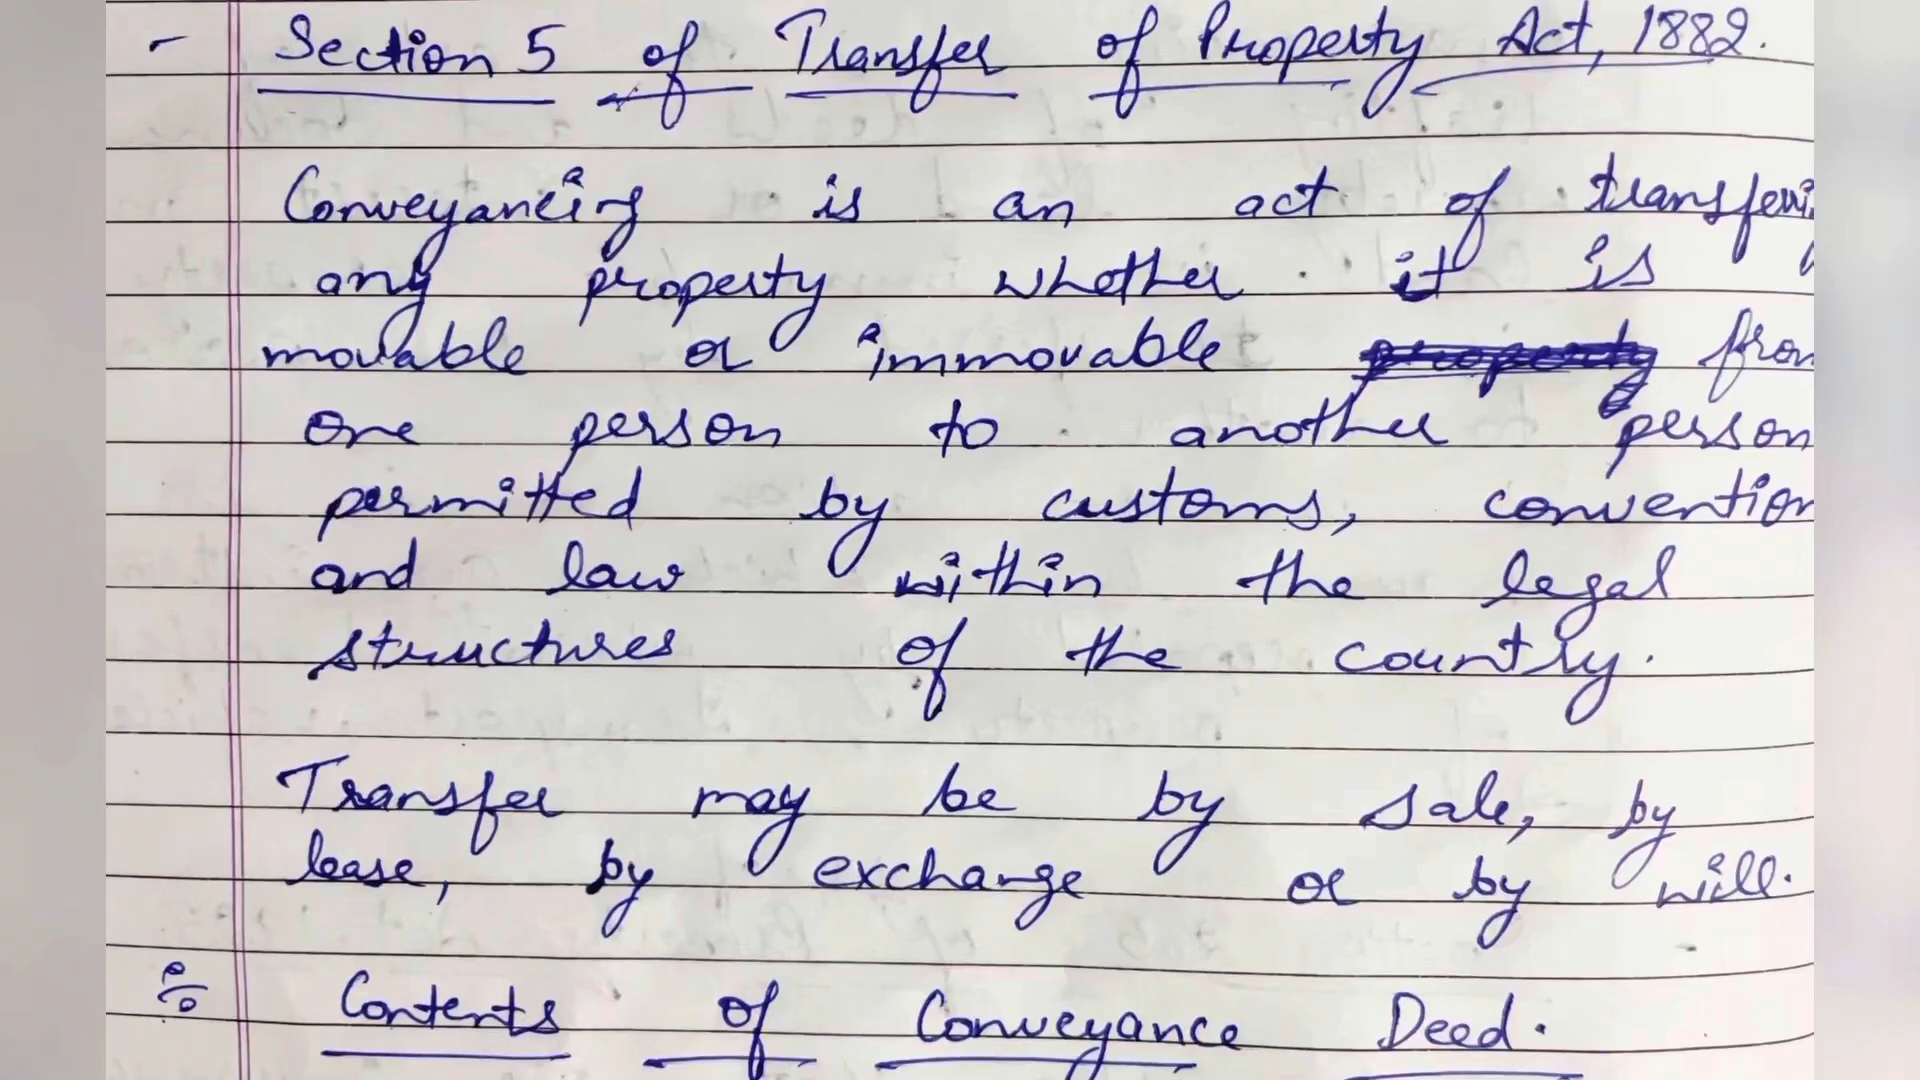 - Section 5 of Transfer of Property Act, 1882.
Conveyancing is an act of transferring
any property whether it is
movable or immovable from
one person to another person
permitted by customs, convention
and law within the legal
structures of the country.
Transfer may be by sale, by
lease, by exchange or by will.
÷ Contents of Conveyance Deed.